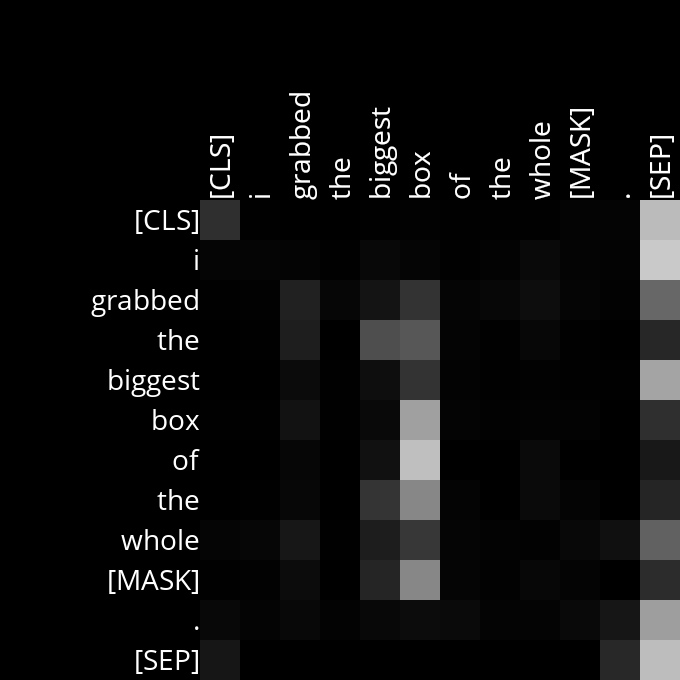 [CLS] i grabbed the biggest box of the whole [MASK] . [SEP]
[CLS]
i
grabbed
the
biggest
box
of
the
whole
[MASK]
.
[SEP]